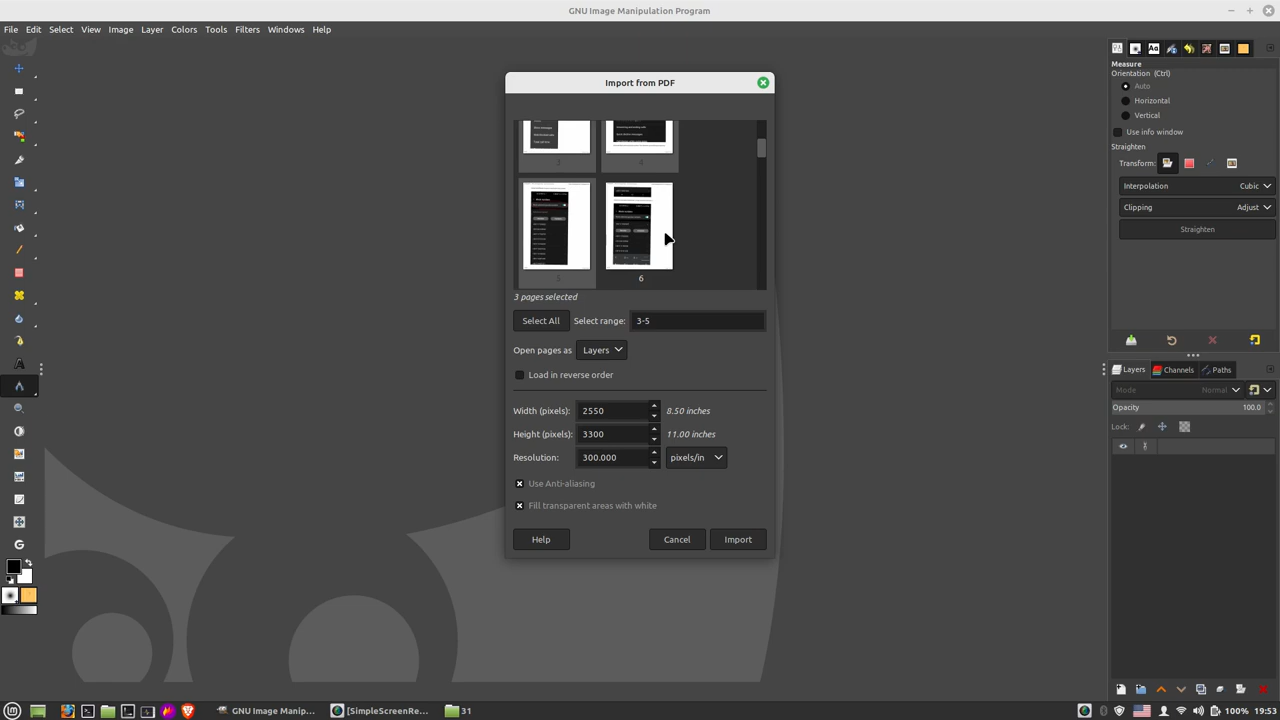 GNU Image Manipulation Program
File Edit Select View Image Layer Colors Tools Filters Windows Help
Import from PDF
3
4
5
6
3 pages selected
Select All Select range: 3-5
Open pages as Layers
Load in reverse order
Width (pixels): 2550 8.50 inches
Height (pixels): 3300 11.00 inches
Resolution: 300.000 pixels/in
Use Anti-aliasing
Fill transparent areas with white
Help Cancel Import
Measure
Orientation (Ctrl)
Auto
Horizontal
Vertical
Use info window
Straighten
Transform:
Interpolation Cubic
Clipping Adjust
Straighten
Layers Channels Paths
Mode Normal
Opacity 100.0
Lock:
GNU Image Manip... [SimpleScreenRe... 31
100% 19:53